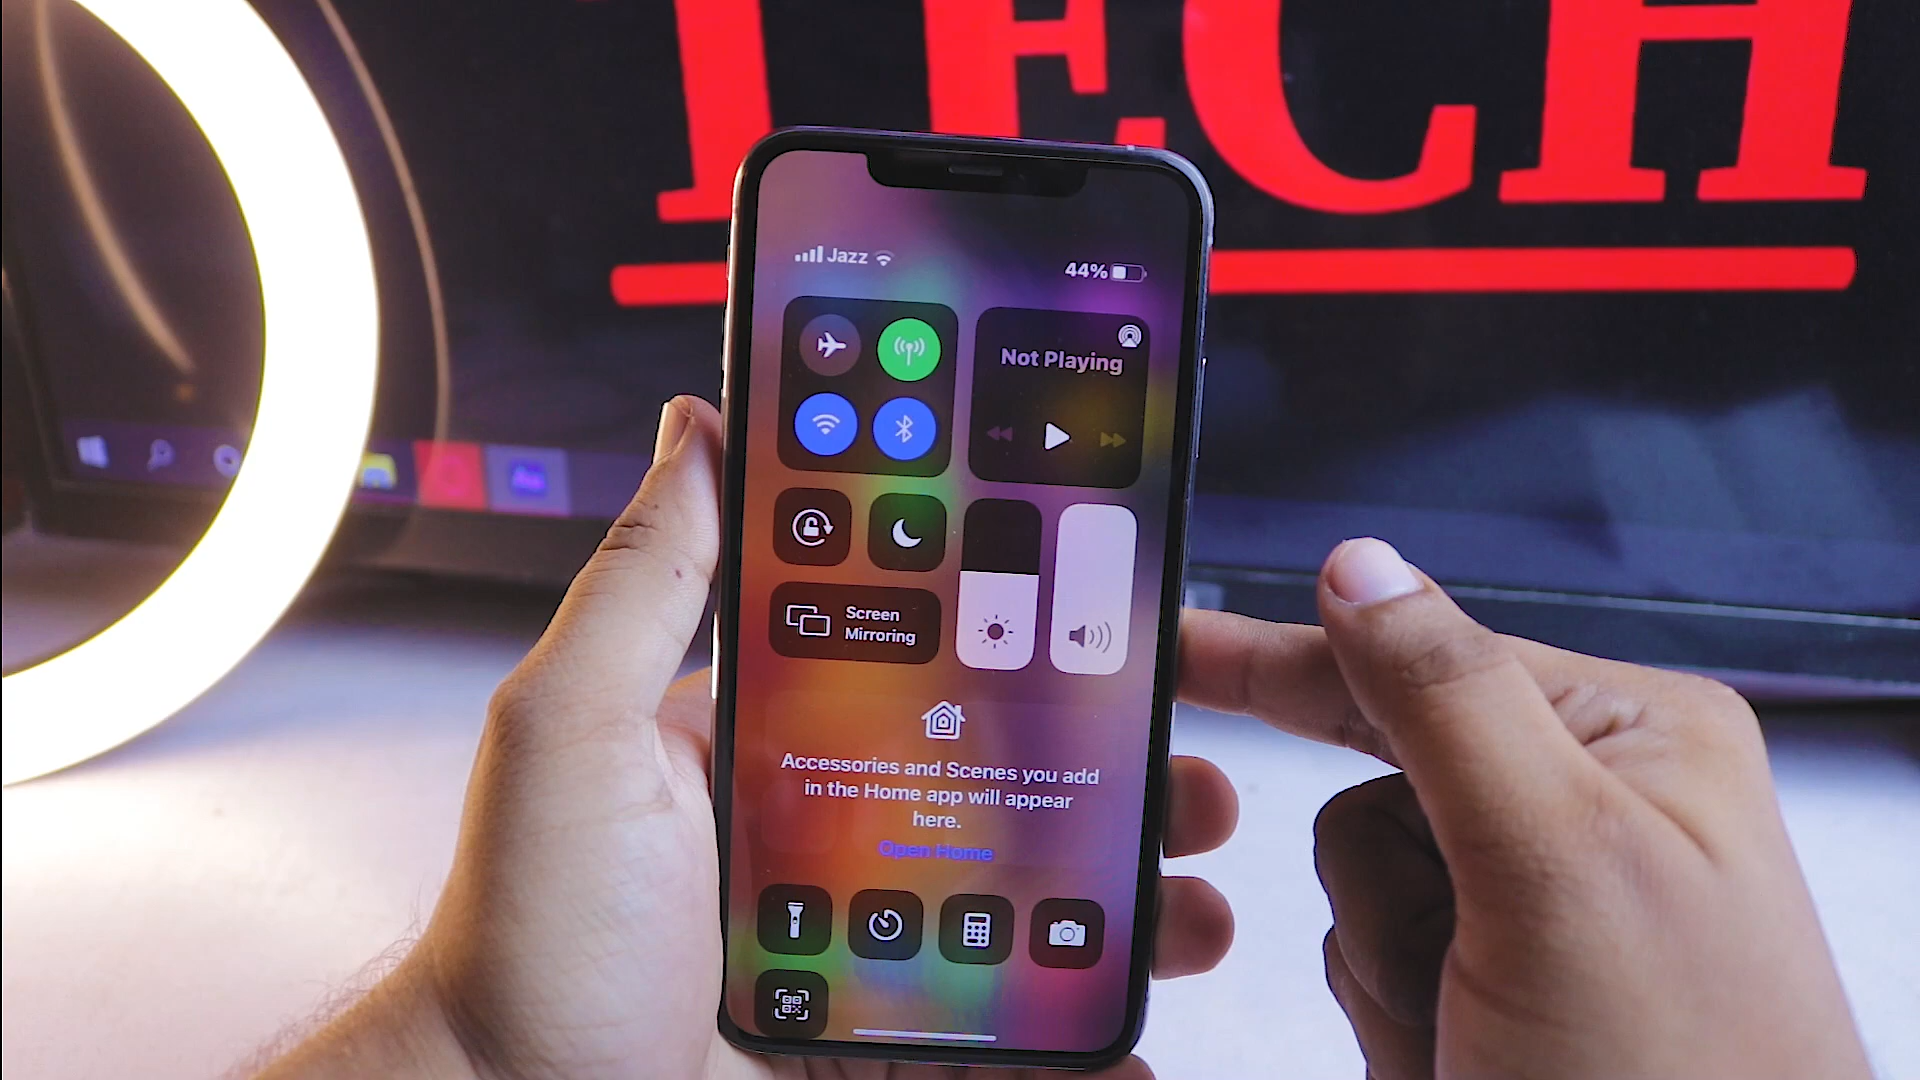 TECH
Jazz
44%
Not Playing
Screen
Mirroring
Accessories and Scenes you add
in the Home app will appear
here.
Open Home